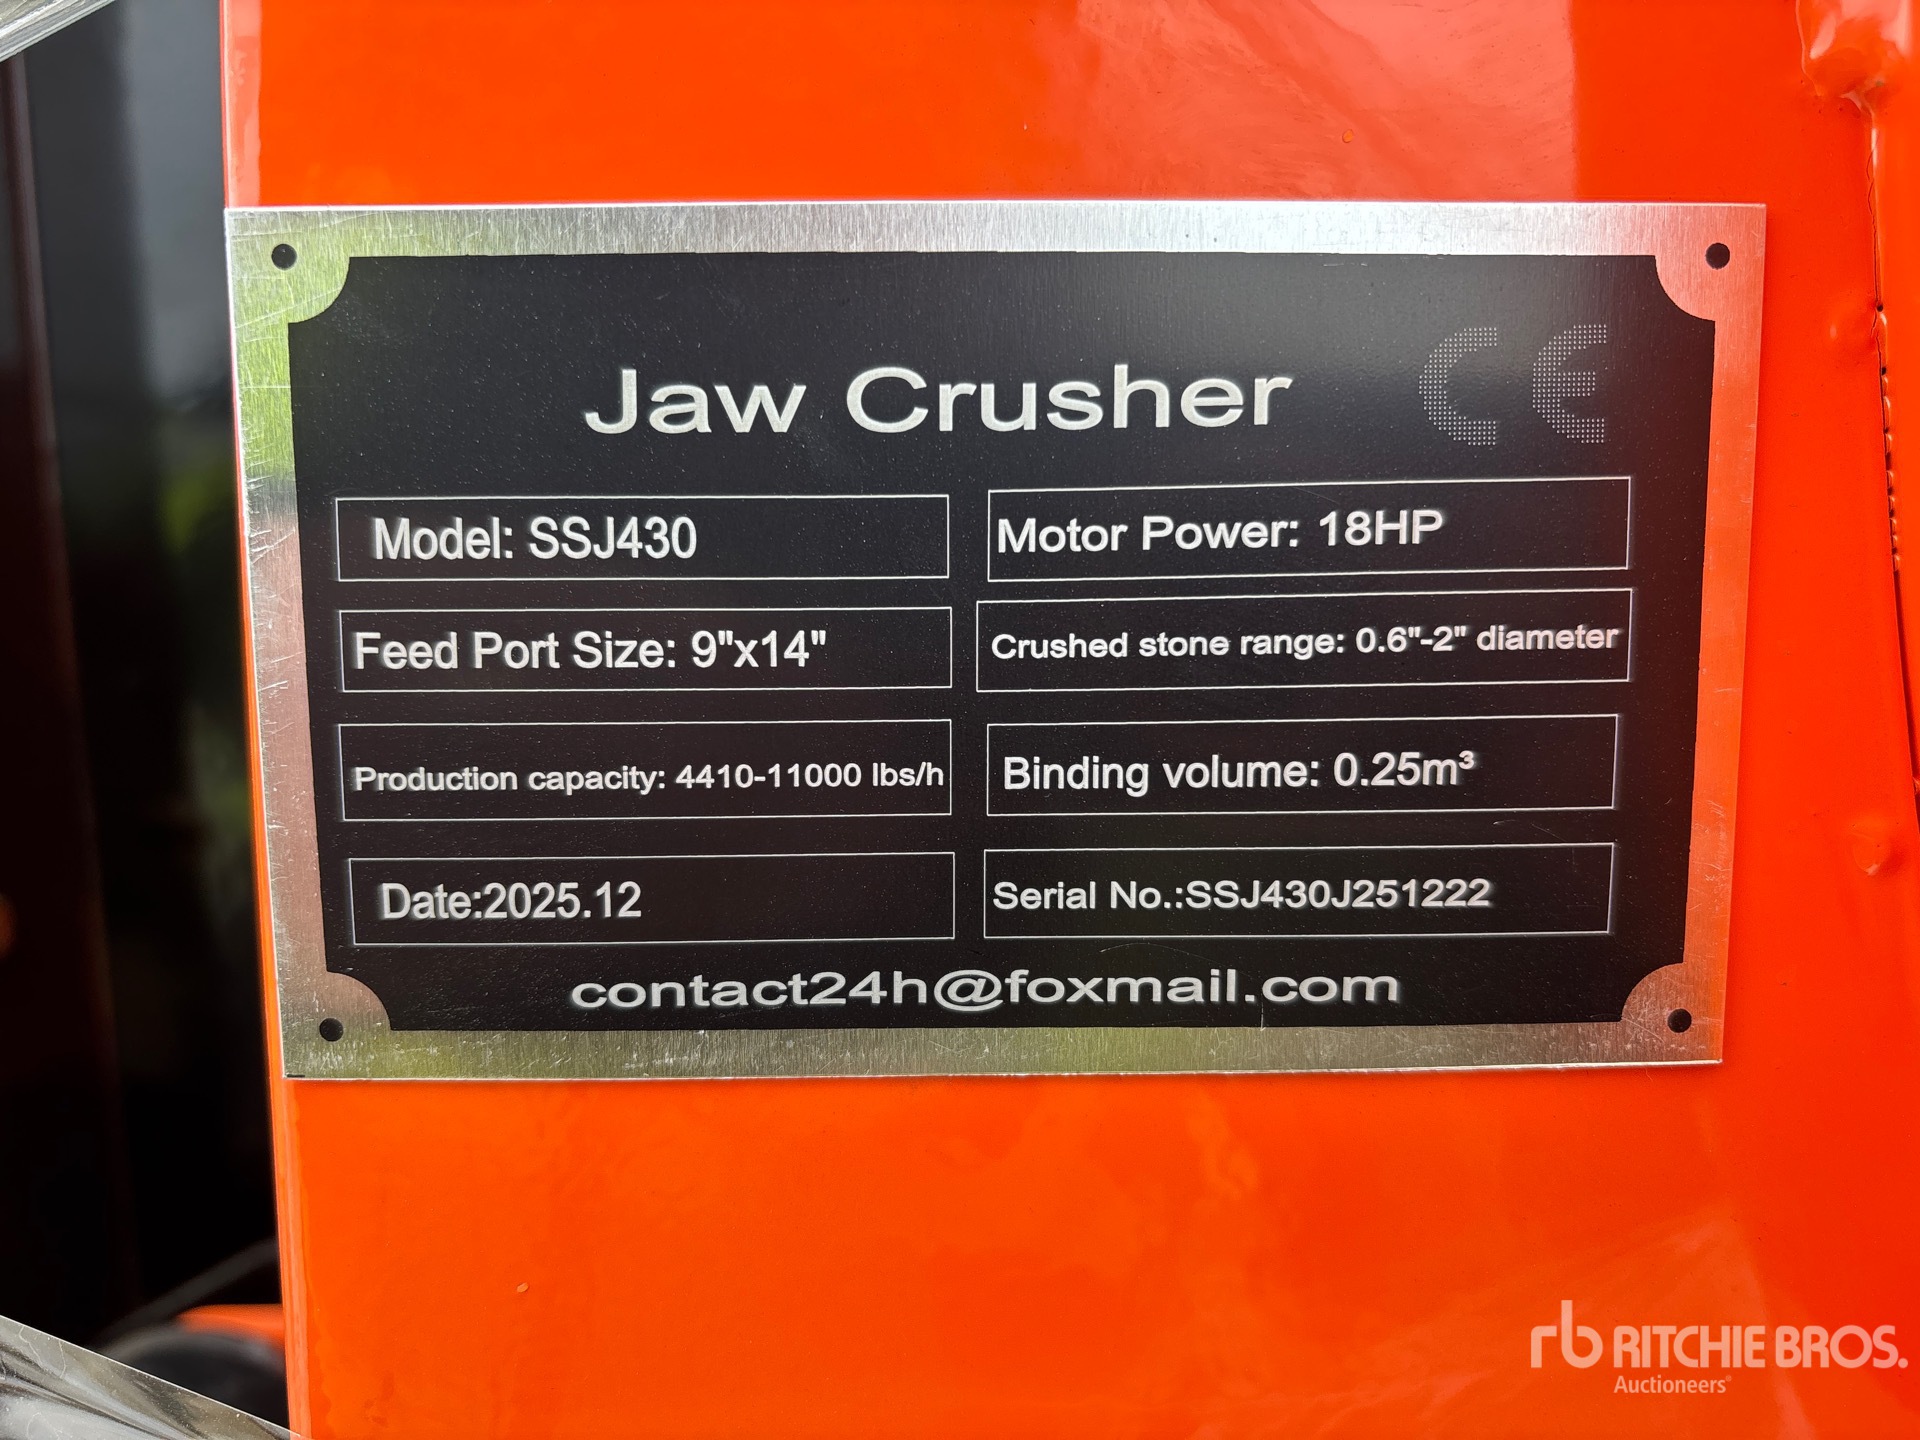 Jaw Crusher CE
Model: SSJ430
Motor Power: 18HP
Feed Port Size: 9"x14"
Crushed stone range: 0.6"-2" diameter
Production capacity: 4410-11000 lbs/h
Binding volume: 0.25m³
Date:2025.12
Serial No.:SSJ430J251222
contact24h@foxmail.com
rb RITCHIE BROS.
Auctioneers®